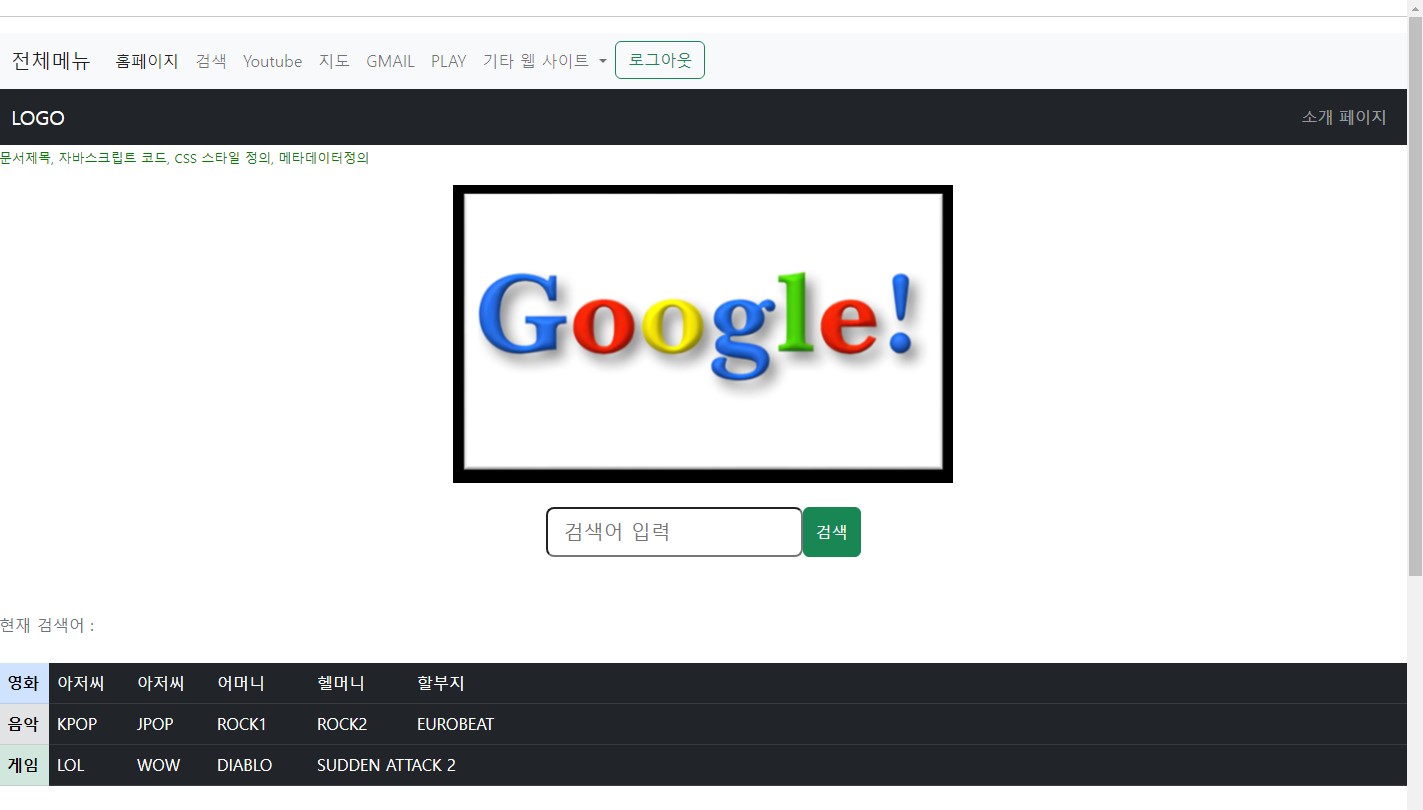 전체메뉴 홈페이지 검색 Youtube 지도 GMAIL PLAY 기타 웹 사이트 로그아웃
LOGO 소개 페이지
문서제목, 자바스크립트 코드, CSS 스타일 정의, 메타데이터정의
Google!
검색어 입력 검색
현재 검색어 :
영화 아저씨 아저씨 어머니 헬머니 할부지
음악 KPOP JPOP ROCK1 ROCK2 EUROBEAT
게임 LOL WOW DIABLO SUDDEN ATTACK 2